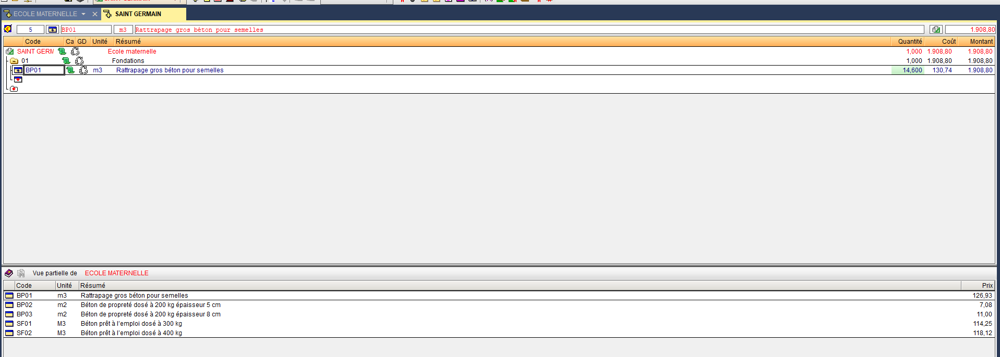 ECOLE MATERNELLE SAINT GERMAIN
5 BP01 m3 Rattrapage gros béton pour semelles 1.908,80
Code Ca GD Unité Résumé Quantité Coût Montant
SAINT GERM Ecole maternelle 1,000 1.908,80 1.908,80
01 Fondations 1,000 1.908,80 1.908,80
BP01 m3 Rattrapage gros béton pour semelles 14,600 130,74 1.908,80
Vue partielle de ECOLE MATERNELLE
Code Unité Résumé Prix
BP01 m3 Rattrapage gros béton pour semelles 126,93
BP02 m2 Béton de propreté dosé à 200 kg épaisseur 5 cm 7,08
BP03 m2 Béton de propreté dosé à 200 kg épaisseur 8 cm 11,00
SF01 M3 Béton prêt à l'emploi dosé à 300 kg 114,25
SF02 M3 Béton prêt à l'emploi dosé à 400 kg 118,12